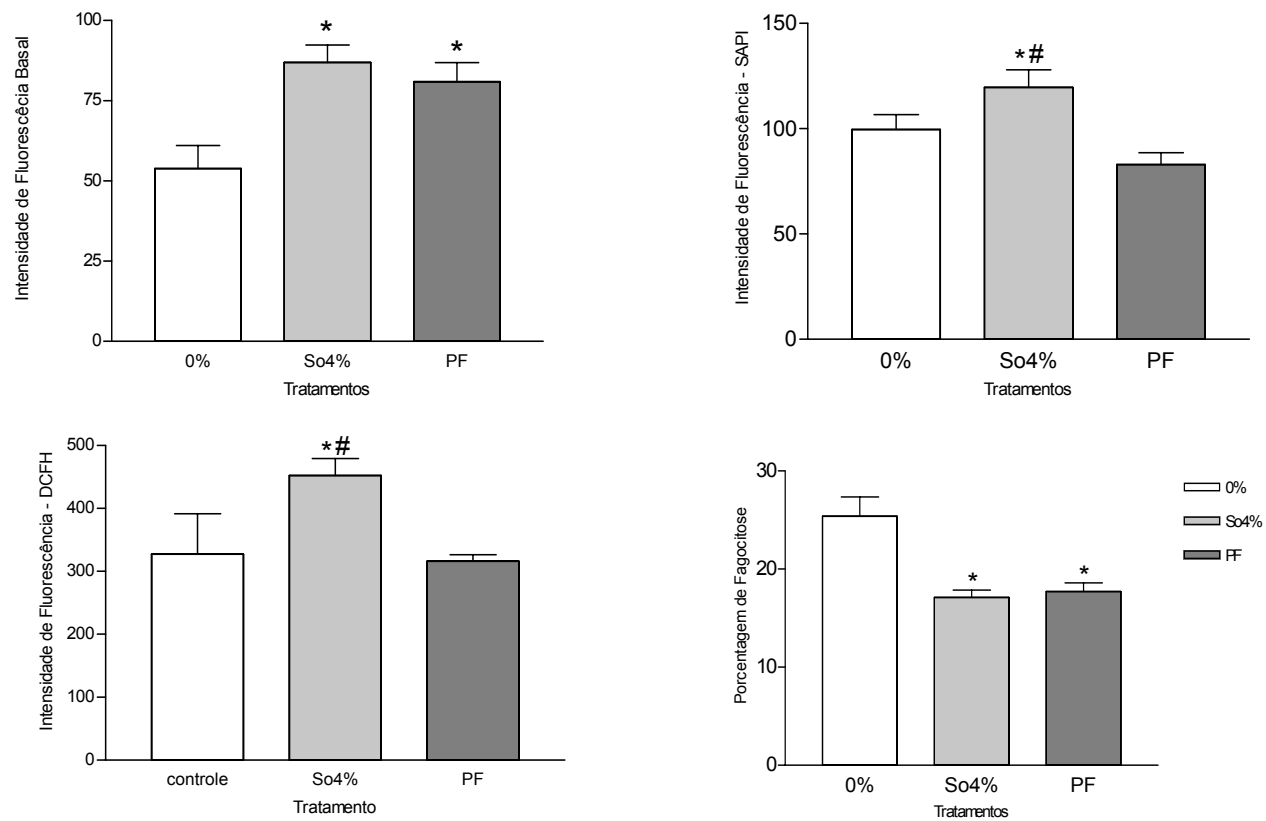 Intensidade de Fluorescêcia Basal
100
75
50
25
0
*
*
0%
So4%
PF
Tratamentos
Intensidade de Fluorescência - SAPI
150
100
50
0
*#
0%
So4%
PF
Tratamentos
Intensidade de Fluorescência - DCFH
500
400
300
200
100
0
*#
controle
So4%
PF
Tratamento
Porcentagem de Fagocitose
30
20
10
0
*
*
0%
So4%
PF
Tratamentos
0%
So4%
PF